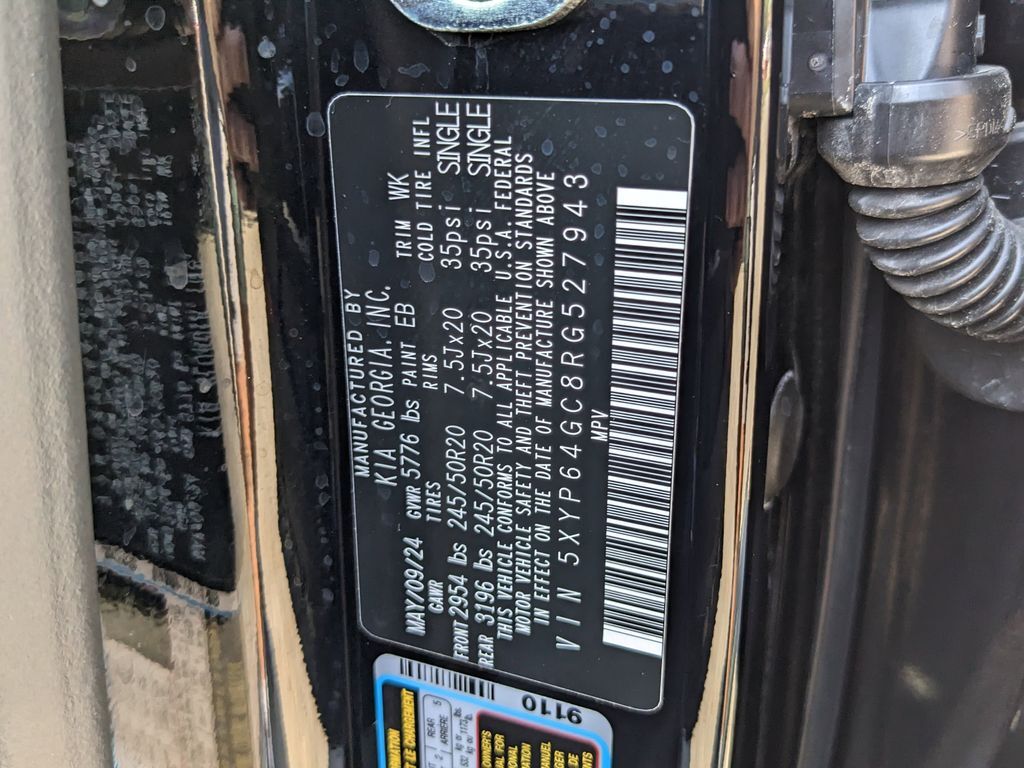 MANUFACTURED BY
KIA GEORGIA.INC.
MAY/09/24 GVWR 5776 lbs PAINT EB TRIM WK
GAWR TIRES RIMS COLD TIRE INFL
FRONT 2954 lbs 245/50R20 7.5Jx20 35psi SINGLE
REAR 3196 lbs 245/50R20 7.5Jx20 35psi SINGLE
THIS VEHICLE CONFORMS TO ALL APPLICABLE U.S.A. FEDERAL
MOTOR VEHICLE SAFETY AND THEFT PREVENTION STANDARDS
IN EFFECT ON THE DATE OF MANUFACTURE SHOWN ABOVE
VIN 5XYP64GC8RG527943
MPV
9110
REAR 5
ARRIÈRE